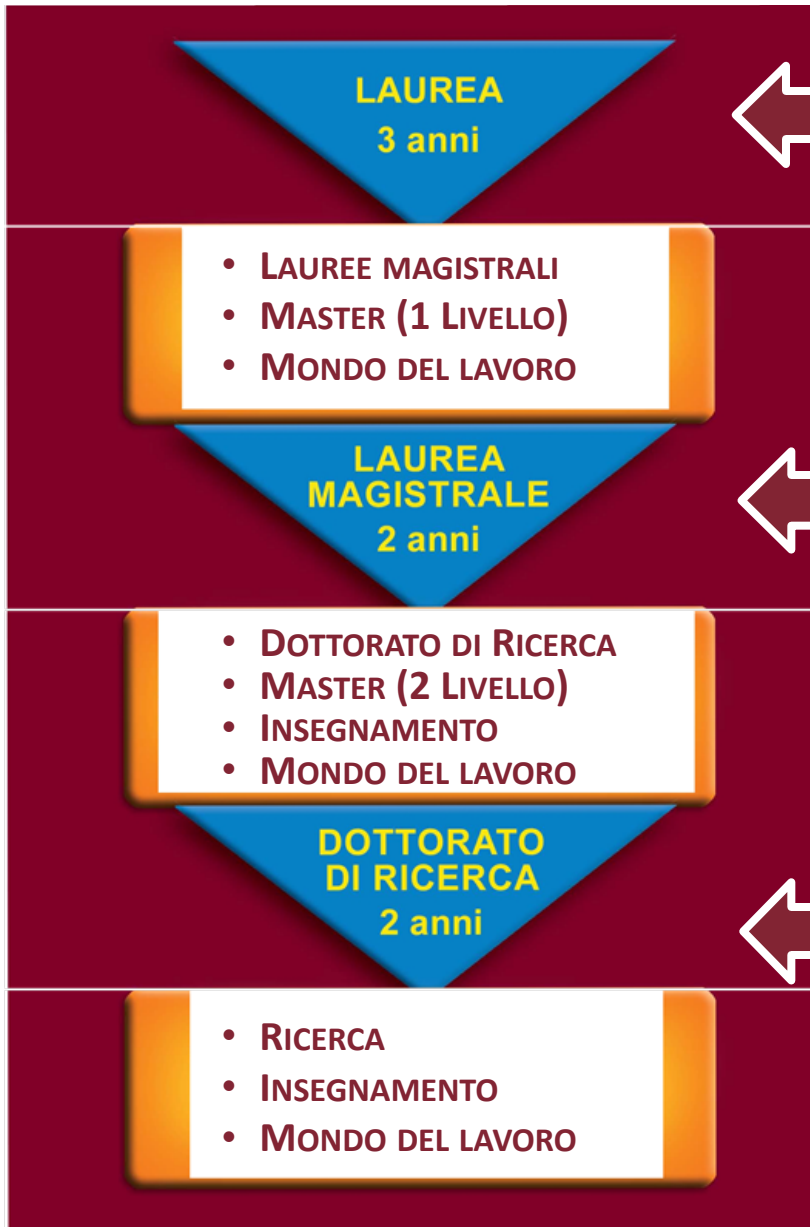 LAUREA
3 anni
• LAUREE MAGISTRALI
• MASTER (1 LIVELLO)
• MONDO DEL LAVORO
LAUREA
MAGISTRALE
2 anni
• DOTTORATO DI RICERCA
• MASTER (2 LIVELLO)
• INSEGNAMENTO
• MONDO DEL LAVORO
DOTTORATO
DI RICERCA
2 anni
• RICERCA
• INSEGNAMENTO
• MONDO DEL LAVORO